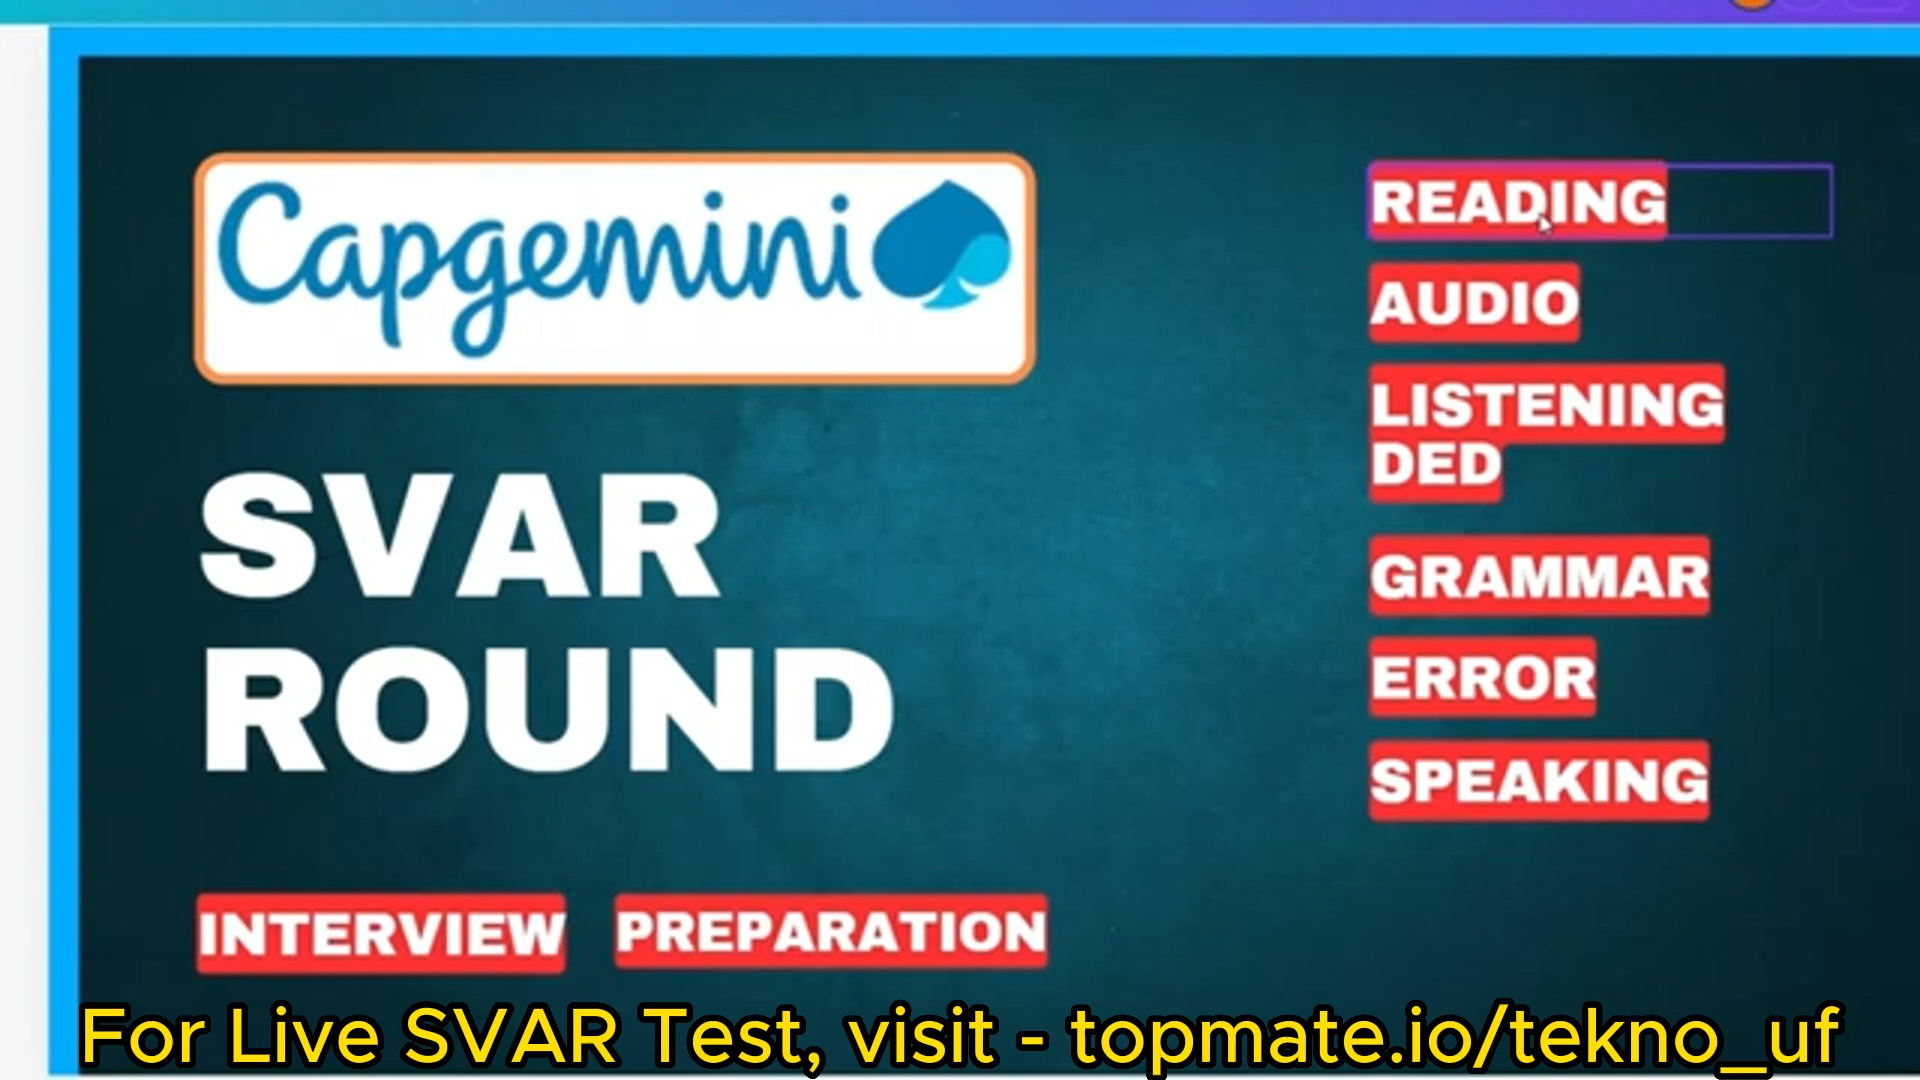 Capgemini
SVAR
ROUND
INTERVIEW PREPARATION
READING
AUDIO
LISTENING
DED
GRAMMAR
ERROR
SPEAKING
For Live SVAR Test, visit - topmate.io/tekno_uf